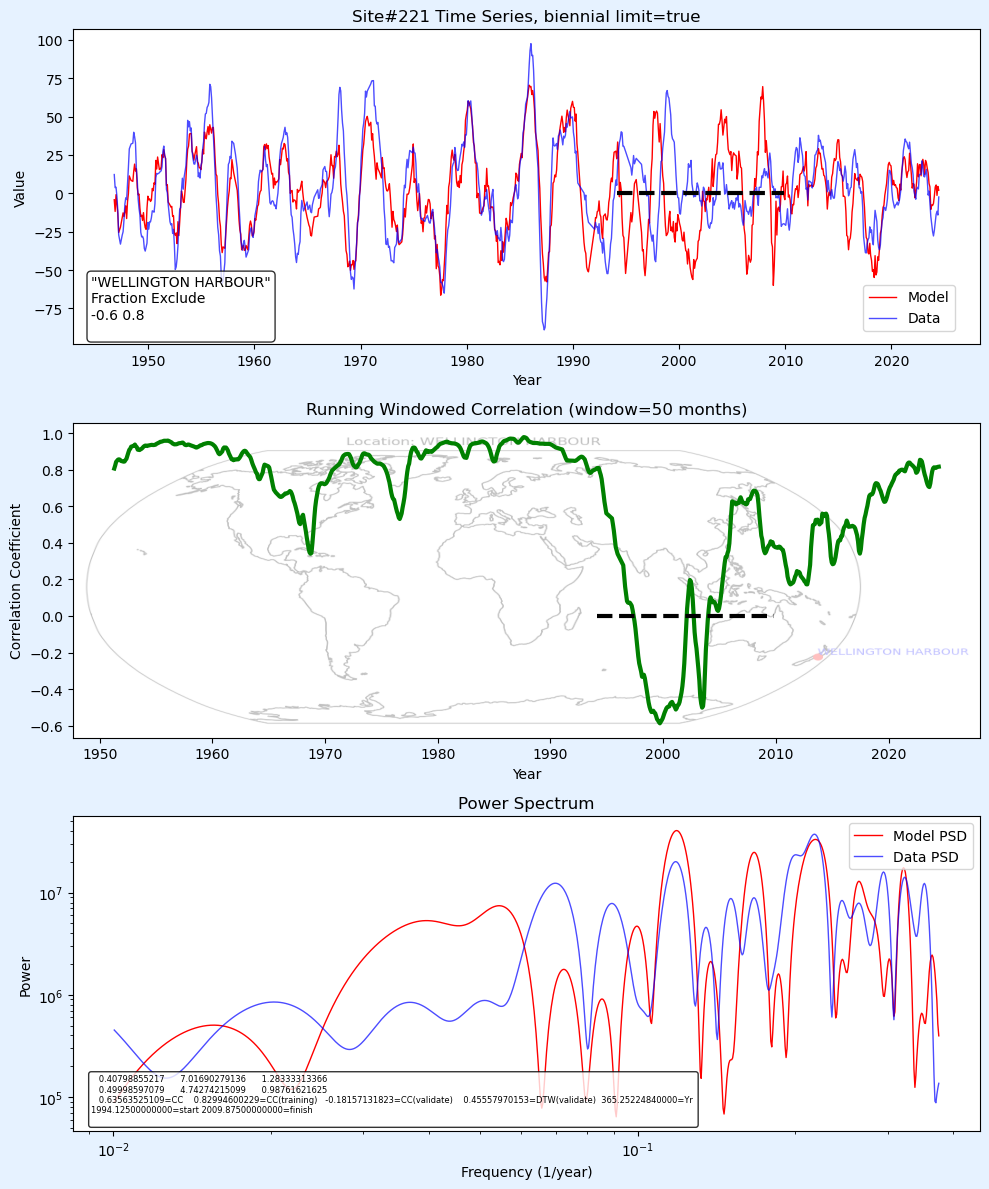 Site#221 Time Series, biennial limit=true
Value
100
75
50
25
0
−25
−50
−75
"WELLINGTON HARBOUR"
Fraction Exclude
-0.6 0.8
Model
Data
1950 1960 1970 1980 1990 2000 2010 2020
Year
Running Windowed Correlation (window=50 months)
Correlation Coefficient
Location: WELLINGTON HARBOUR
1.0
0.8
0.6
0.4
0.2
0.0
−0.2
−0.4
−0.6
WELLINGTON HARBOUR
1950 1960 1970 1980 1990 2000 2010 2020
Year
Power Spectrum
Power
Model PSD
Data PSD
10^7
10^6
10^5
0.40798855217 7.01690279136 1.28333313366
0.49998597079 4.74274215099 0.98761621625
0.63563525109=CC 0.82994600229=CC(training) -0.18157131823=CC(validate) 0.45557970153=DTW(validate) 365.25224840000=Yr
1994.12500000000=start 2009.87500000000=finish
10^−2 10^−1
Frequency (1/year)